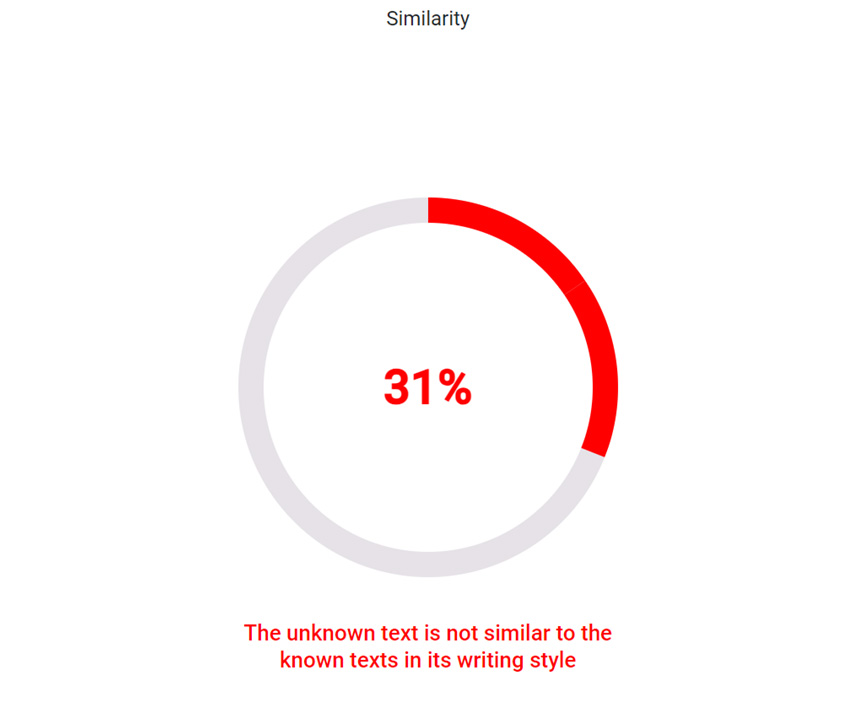 Similarity
31%
The unknown text is not similar to the
known texts in its writing style